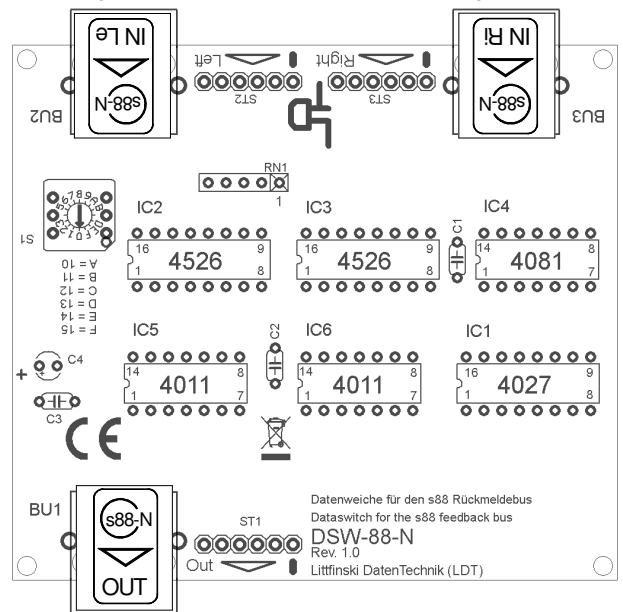 IN Le
s88-N
BU2
Left
ST2
Right
ST3
IN Ri
s88-N
BU3
RN1
1
S1
0123456789ABCDEF
A = 10
B = 11
C = 12
D = 13
E = 14
F = 15
IC2
16 9
4526
1 8
IC3
16 9
4526
1 8
C1
IC4
14 8
4081
1 7
IC5
14 8
4011
1 7
C2
IC6
14 8
4011
1 7
IC1
16 9
4027
1 8
+
C4
C3
CE
BU1
s88-N
OUT
ST1
Out
Datenweiche für den s88 Rückmeldebus
Dataswitch for the s88 feedback bus
DSW-88-N
Rev. 1.0
Littfinski DatenTechnik (LDT)